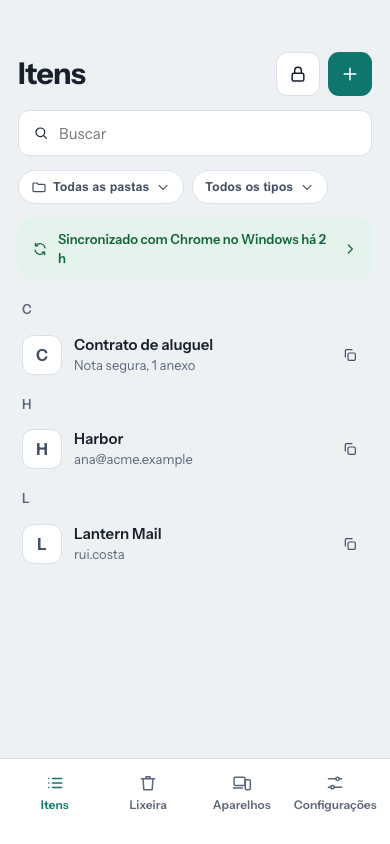 Itens
Buscar
Todas as pastas
Todos os tipos
Sincronizado com Chrome no Windows há 2
h
C
C
Contrato de aluguel
Nota segura, 1 anexo
H
H
Harbor
ana@acme.example
L
L
Lantern Mail
rui.costa
Itens
Lixeira
Aparelhos
Configurações